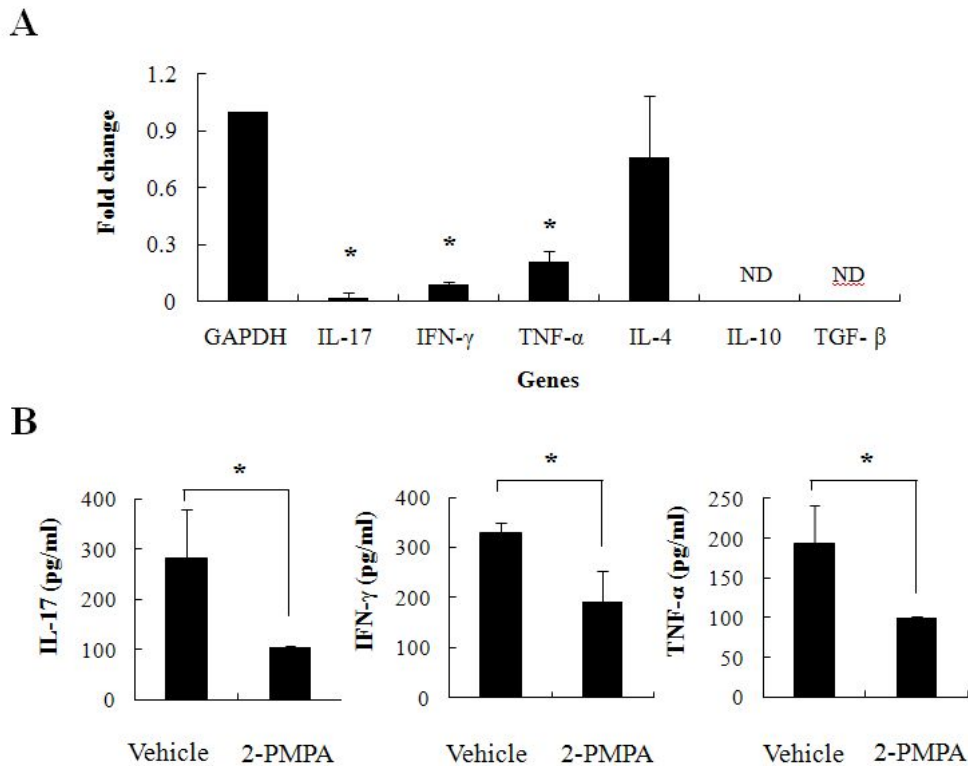 A
Fold change
1.2
0.9
0.6
0.3
0
* * * ND ND
GAPDH IL-17 IFN-γ TNF-α IL-4 IL-10 TGF- β
Genes
B
IL-17 (pg/ml)
400
300
200
100
0
*
Vehicle 2-PMPA
IFN-γ (pg/ml)
400
300
200
100
0
*
Vehicle 2-PMPA
TNF-α (pg/ml)
250
200
150
100
50
0
*
Vehicle 2-PMPA